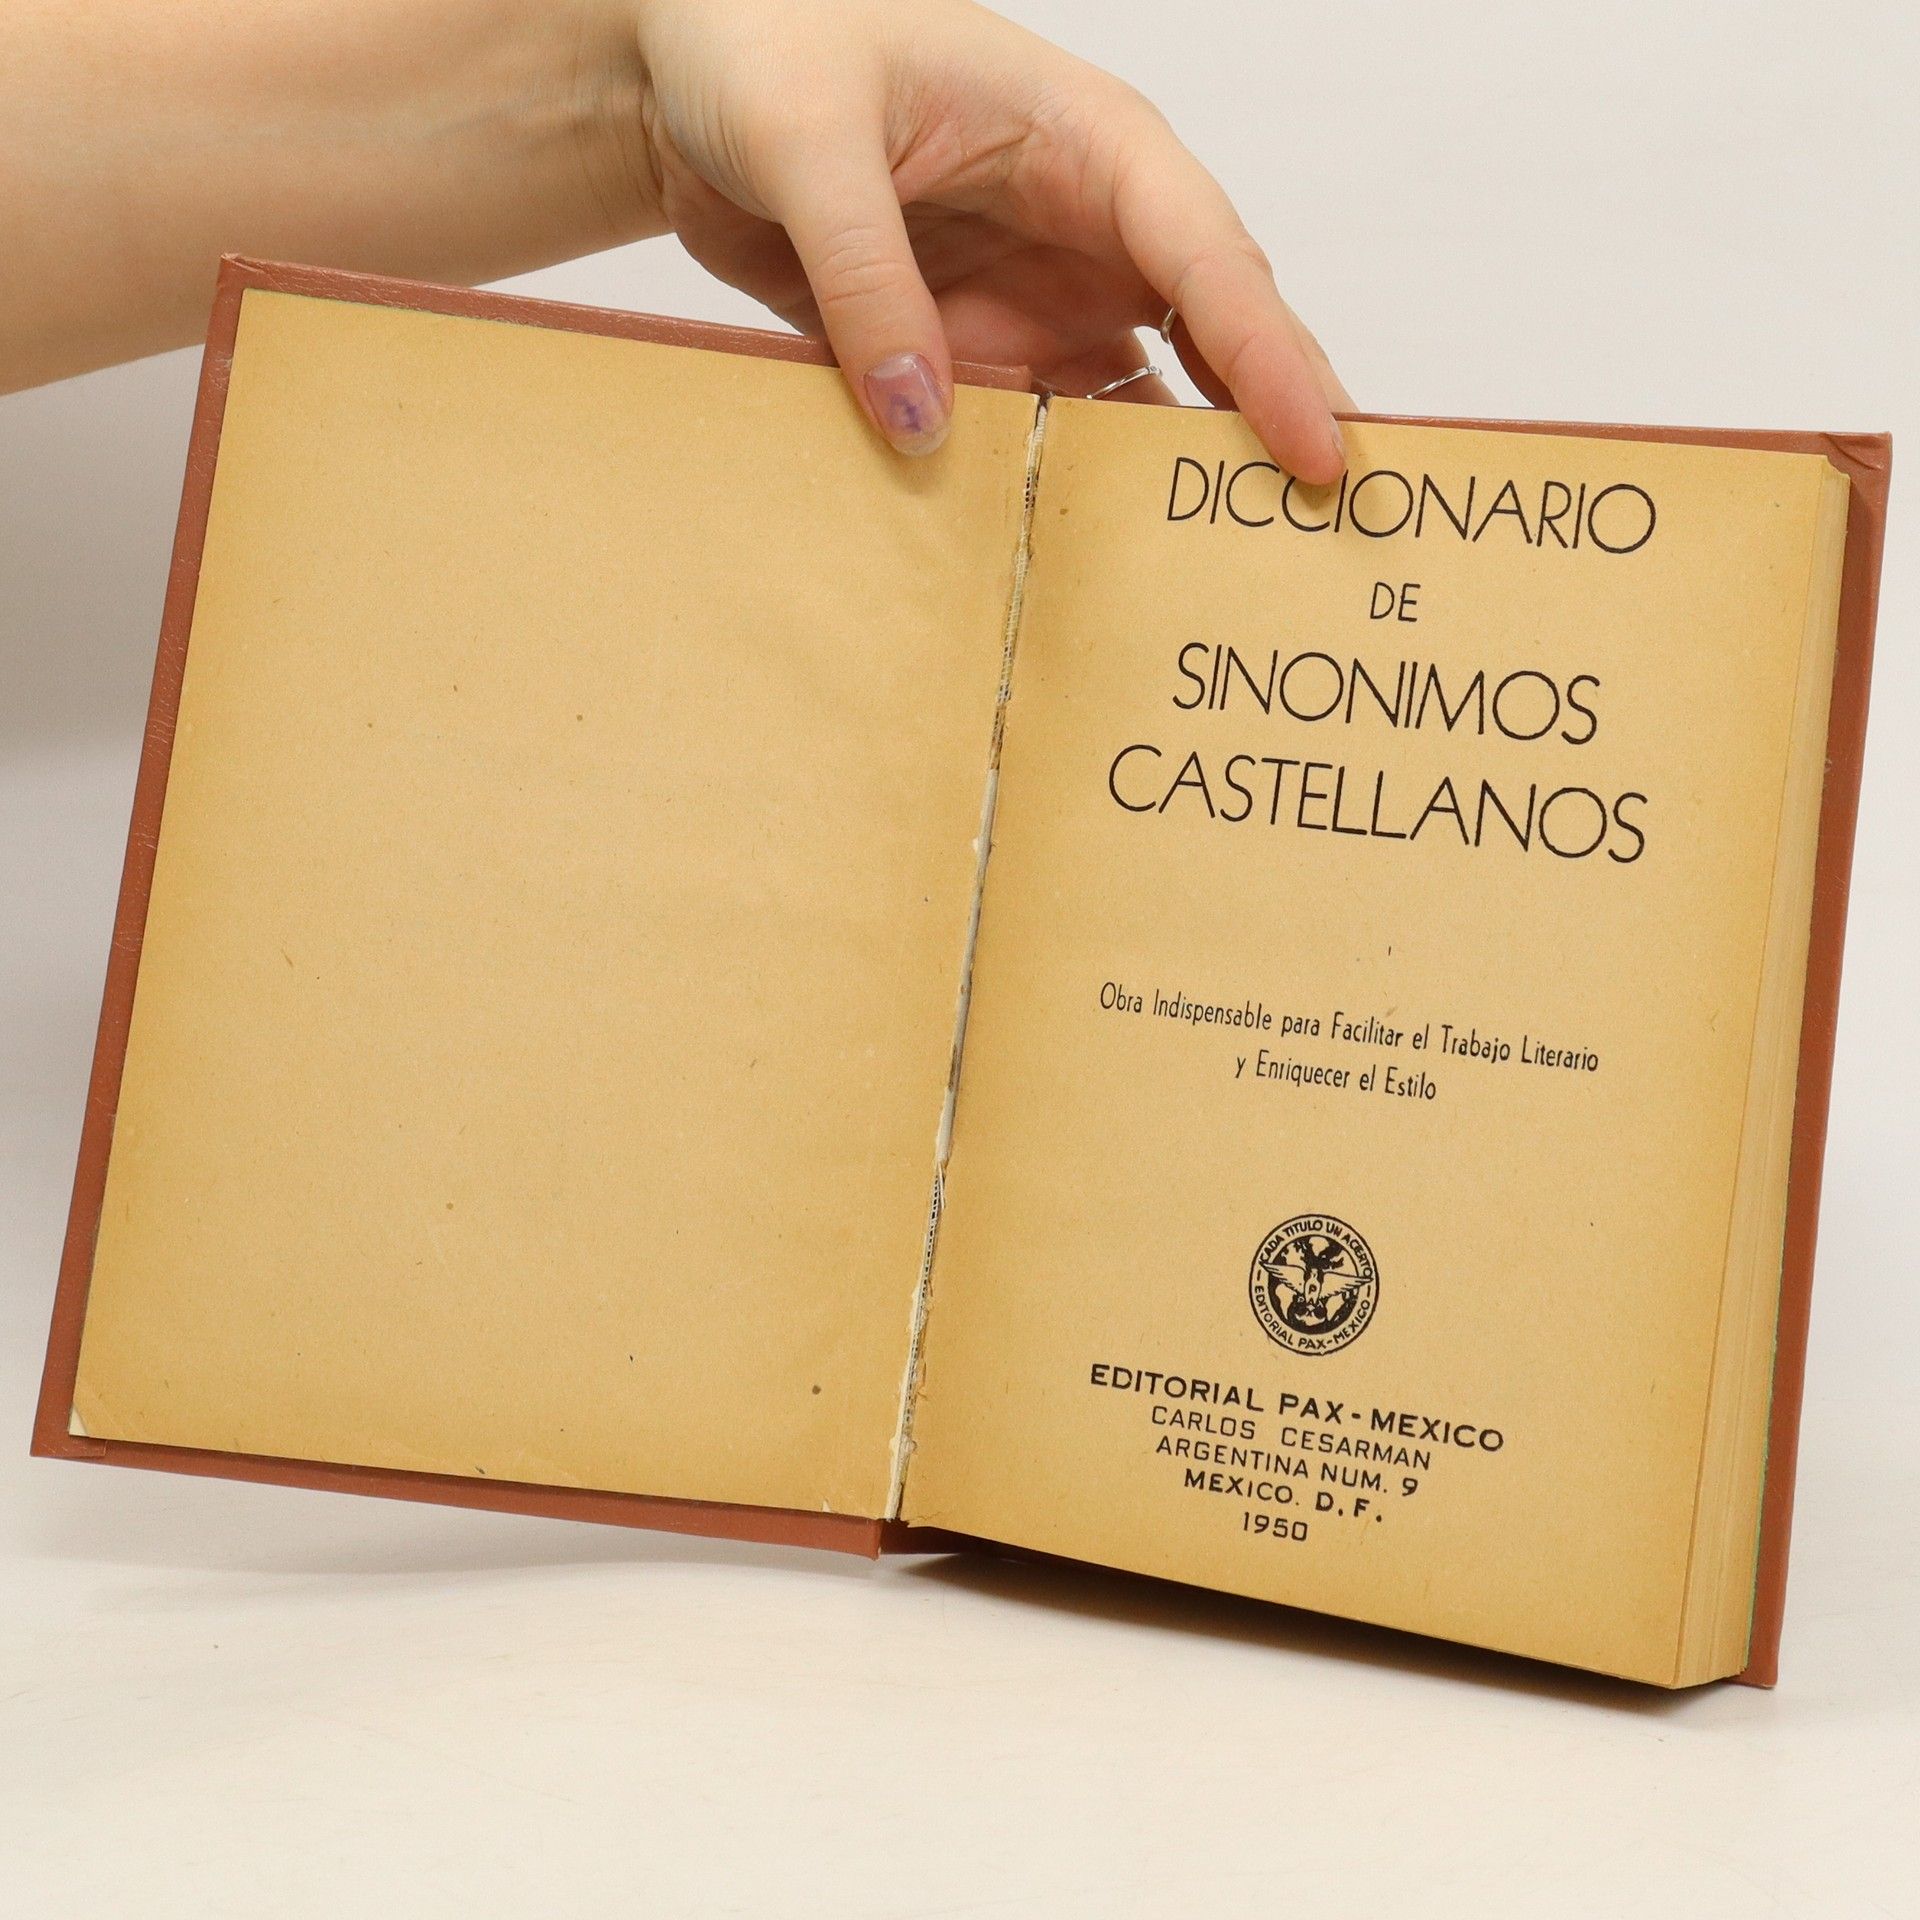 DICCIONARIO
DE
SINONIMOS
CASTELLANOS
Obra Indispensable para Facilitar el Trabajo Literario
y Enriquecer el Estilo
CADA TITULO UN ACIERTO
P
PAX
EDITORIAL PAX-MEXICO
EDITORIAL PAX - MEXICO
CARLOS CESARMAN
ARGENTINA NUM. 9
MEXICO. D. F.
1950